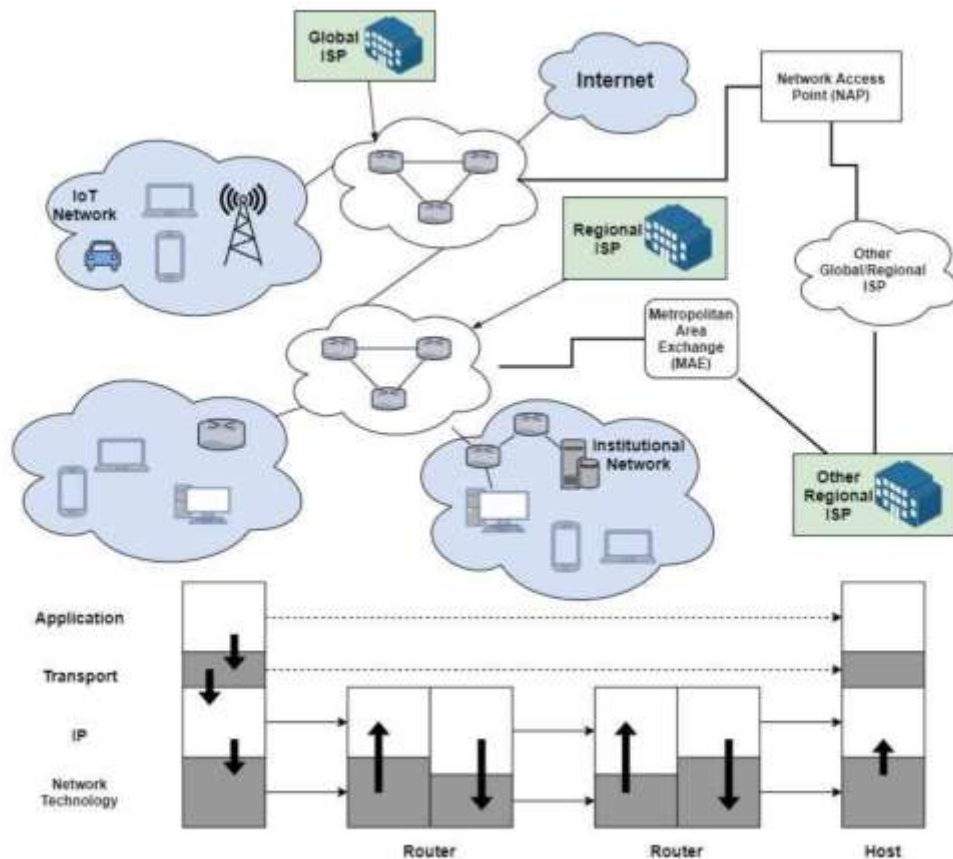 Global
ISP
Internet
Network Access
Point (NAP)
IoT
Network
Regional
ISP
Other
Global/Regional
ISP
Metropolitan
Area
Exchange
(MAE)
Institutional
Network
Other
Regional
ISP
Application
Transport
IP
Network
Technology
Router
Router
Host